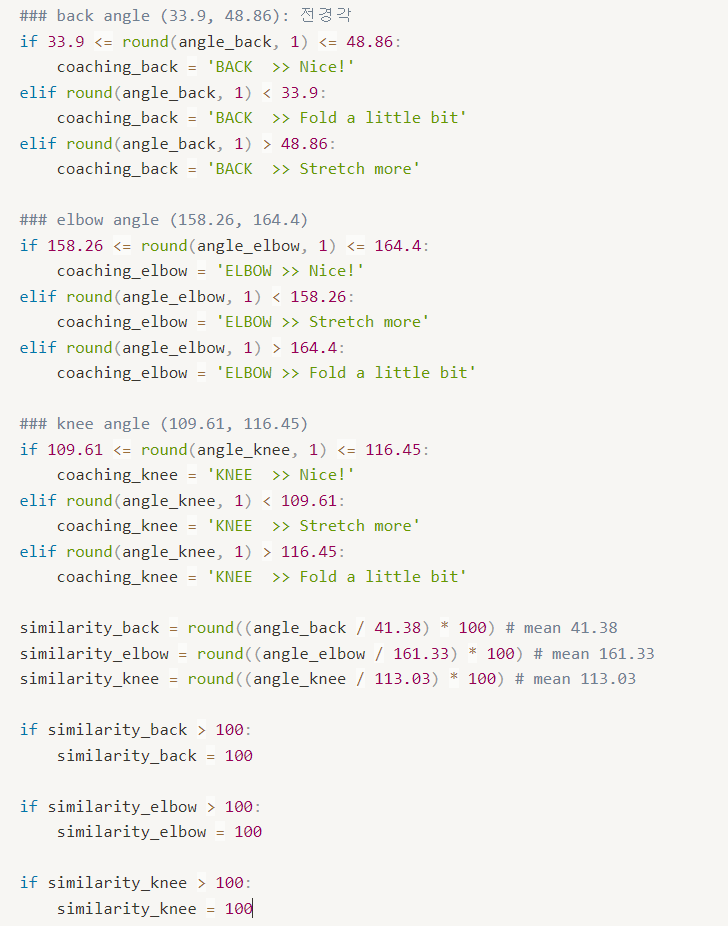 ### back angle (33.9, 48.86): 전경각
if 33.9 <= round(angle_back, 1) <= 48.86:
    coaching_back = 'BACK  >> Nice!'
elif round(angle_back, 1) < 33.9:
    coaching_back = 'BACK  >> Fold a little bit'
elif round(angle_back, 1) > 48.86:
    coaching_back = 'BACK  >> Stretch more'

### elbow angle (158.26, 164.4)
if 158.26 <= round(angle_elbow, 1) <= 164.4:
    coaching_elbow = 'ELBOW >> Nice!'
elif round(angle_elbow, 1) < 158.26:
    coaching_elbow = 'ELBOW >> Stretch more'
elif round(angle_elbow, 1) > 164.4:
    coaching_elbow = 'ELBOW >> Fold a little bit'

### knee angle (109.61, 116.45)
if 109.61 <= round(angle_knee, 1) <= 116.45:
    coaching_knee = 'KNEE  >> Nice!'
elif round(angle_knee, 1) < 109.61:
    coaching_knee = 'KNEE  >> Stretch more'
elif round(angle_knee, 1) > 116.45:
    coaching_knee = 'KNEE  >> Fold a little bit'

similarity_back = round((angle_back / 41.38) * 100) # mean 41.38
similarity_elbow = round((angle_elbow / 161.33) * 100) # mean 161.33
similarity_knee = round((angle_knee / 113.03) * 100) # mean 113.03

if similarity_back > 100:
    similarity_back = 100

if similarity_elbow > 100:
    similarity_elbow = 100

if similarity_knee > 100:
    similarity_knee = 100